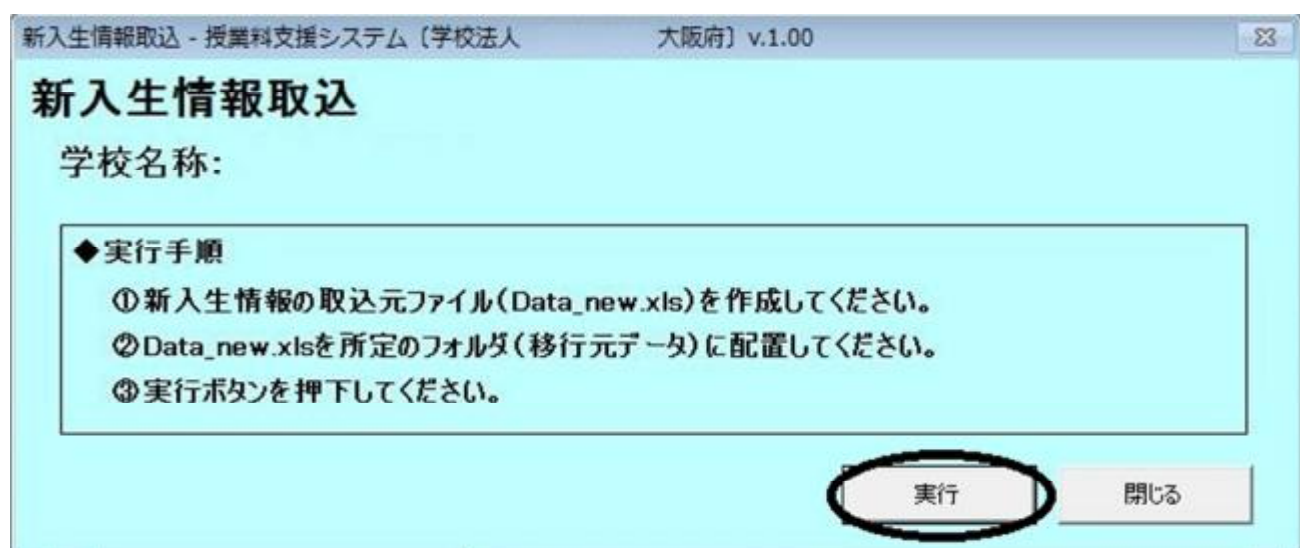 新入生情報取込 - 授業料支援システム〔学校法人 大阪府〕 v.1.00
新入生情報取込
学校名称:
◆実行手順
①新入生情報の取込元ファイル(Data_new.xls)を作成してください。
②Data_new.xlsを所定のフォルダ(移行元データ)に配置してください。
③実行ボタンを押下してください。
実行 閉じる